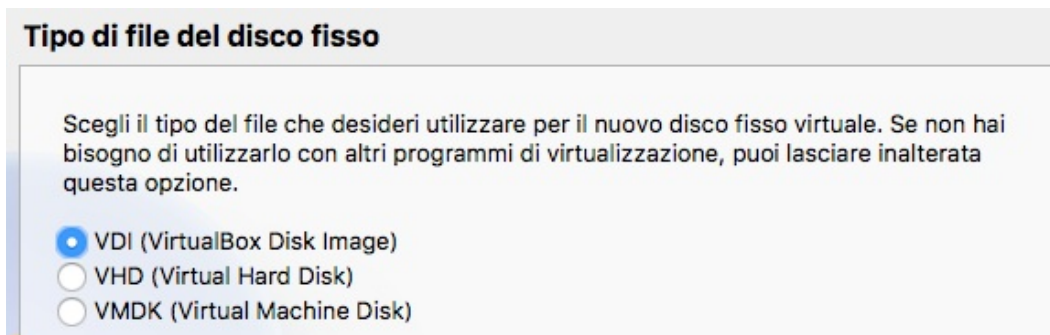 Tipo di file del disco fisso
Scegli il tipo del file che desideri utilizzare per il nuovo disco fisso virtuale. Se non hai
bisogno di utilizzarlo con altri programmi di virtualizzazione, puoi lasciare inalterata
questa opzione.
VDI (VirtualBox Disk Image)
VHD (Virtual Hard Disk)
VMDK (Virtual Machine Disk)